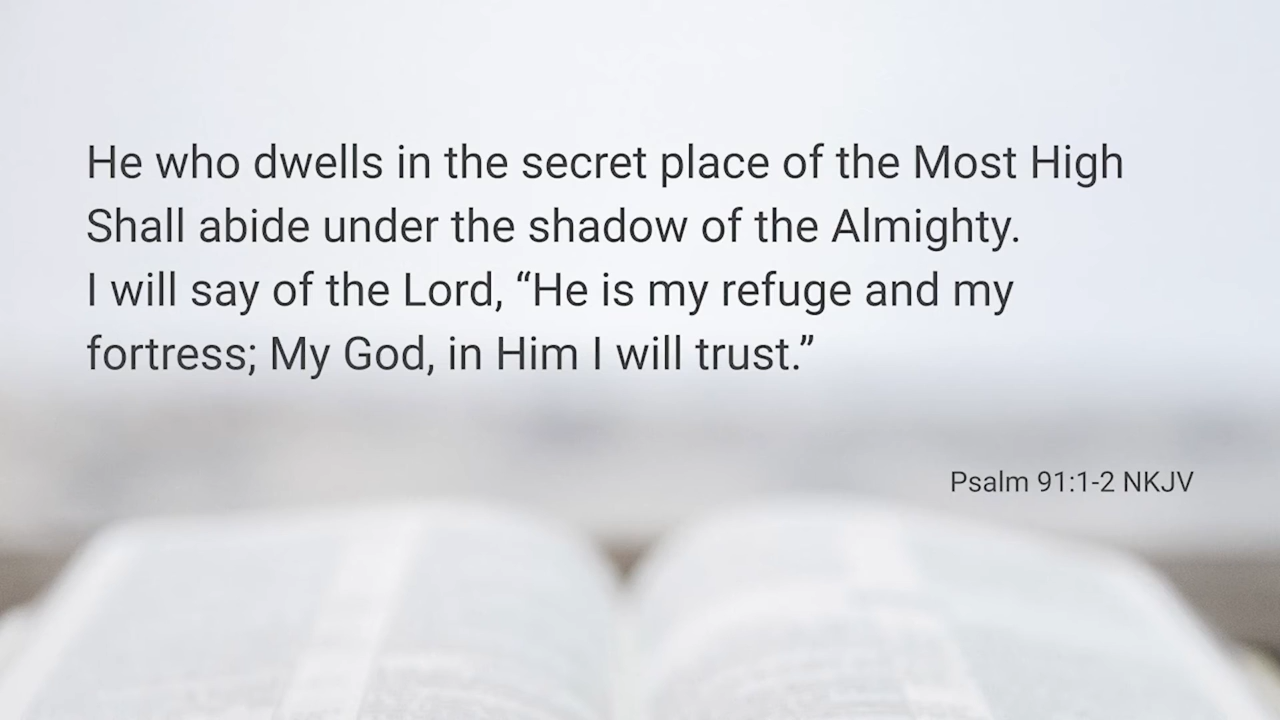 He who dwells in the secret place of the Most High
Shall abide under the shadow of the Almighty.
I will say of the Lord, “He is my refuge and my
fortress; My God, in Him I will trust.”
Psalm 91:1-2 NKJV